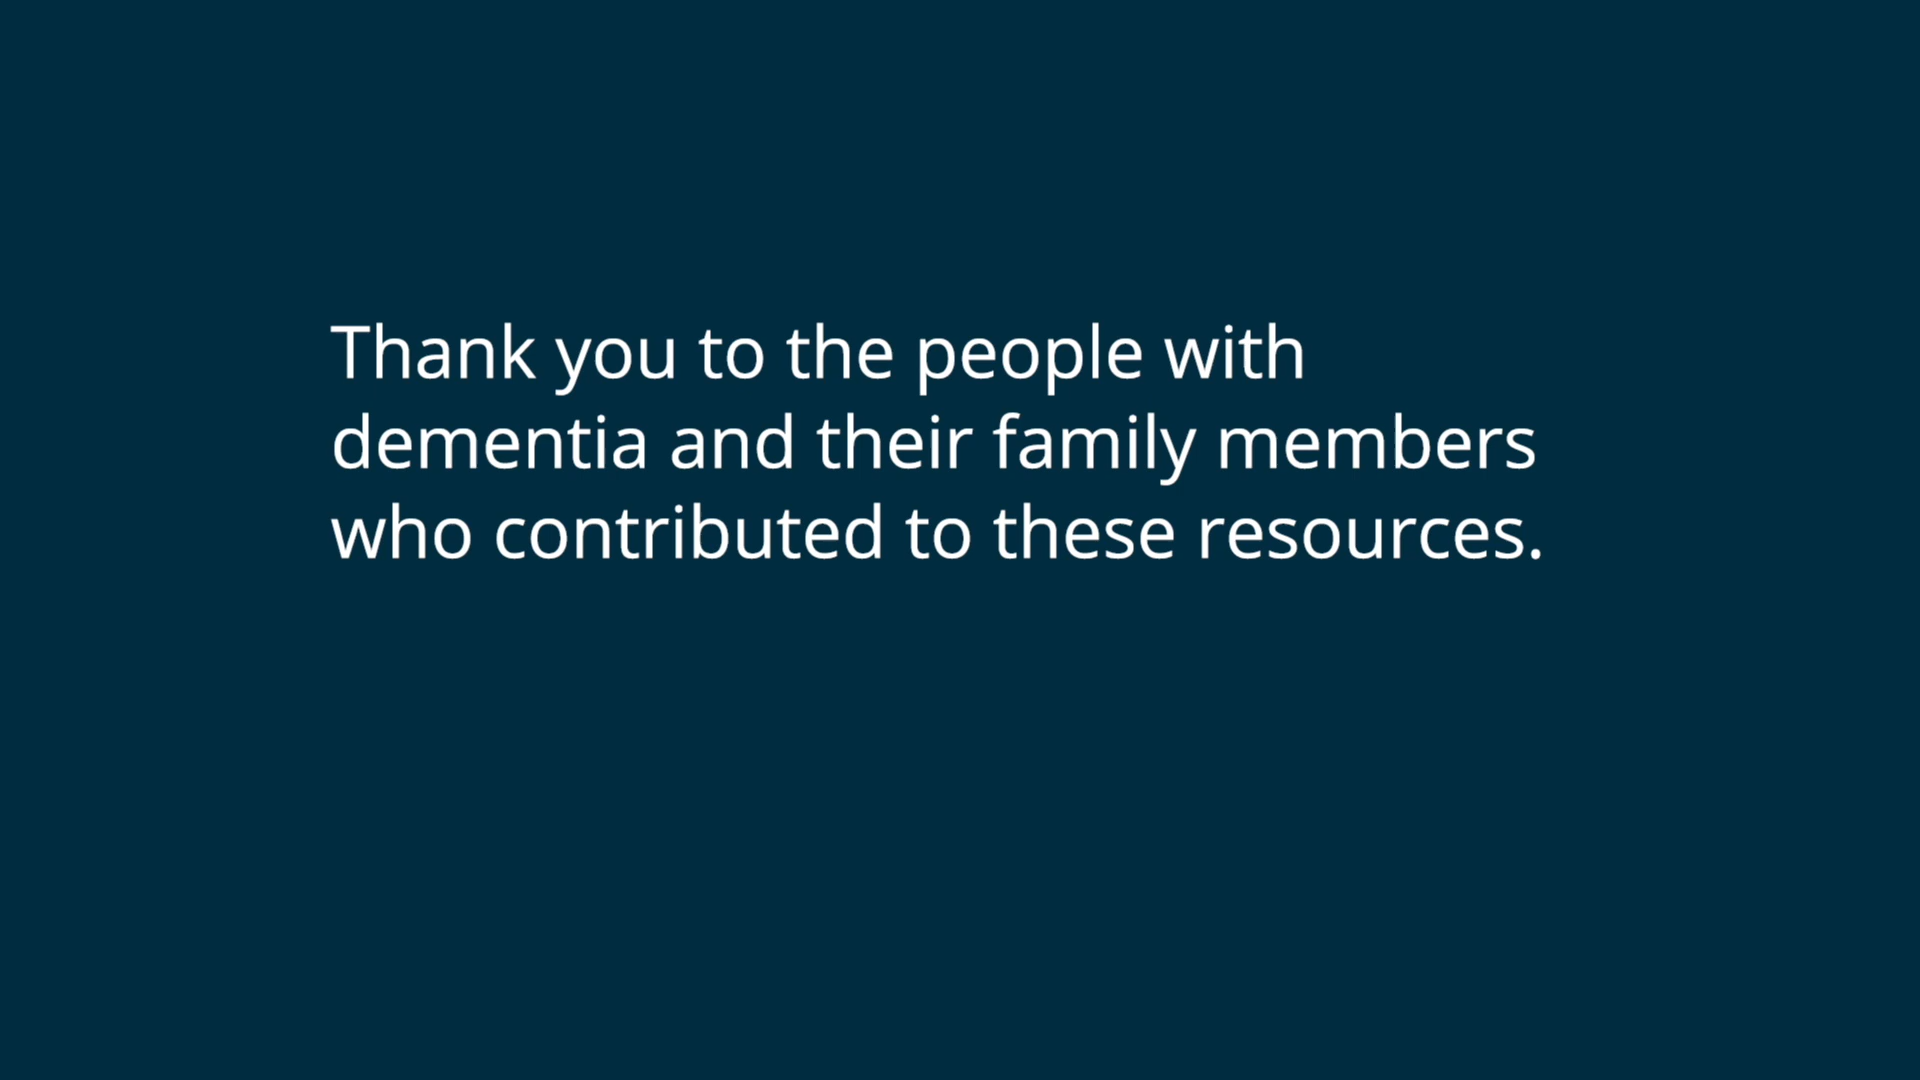 Thank you to the people with
dementia and their family members
who contributed to these resources.